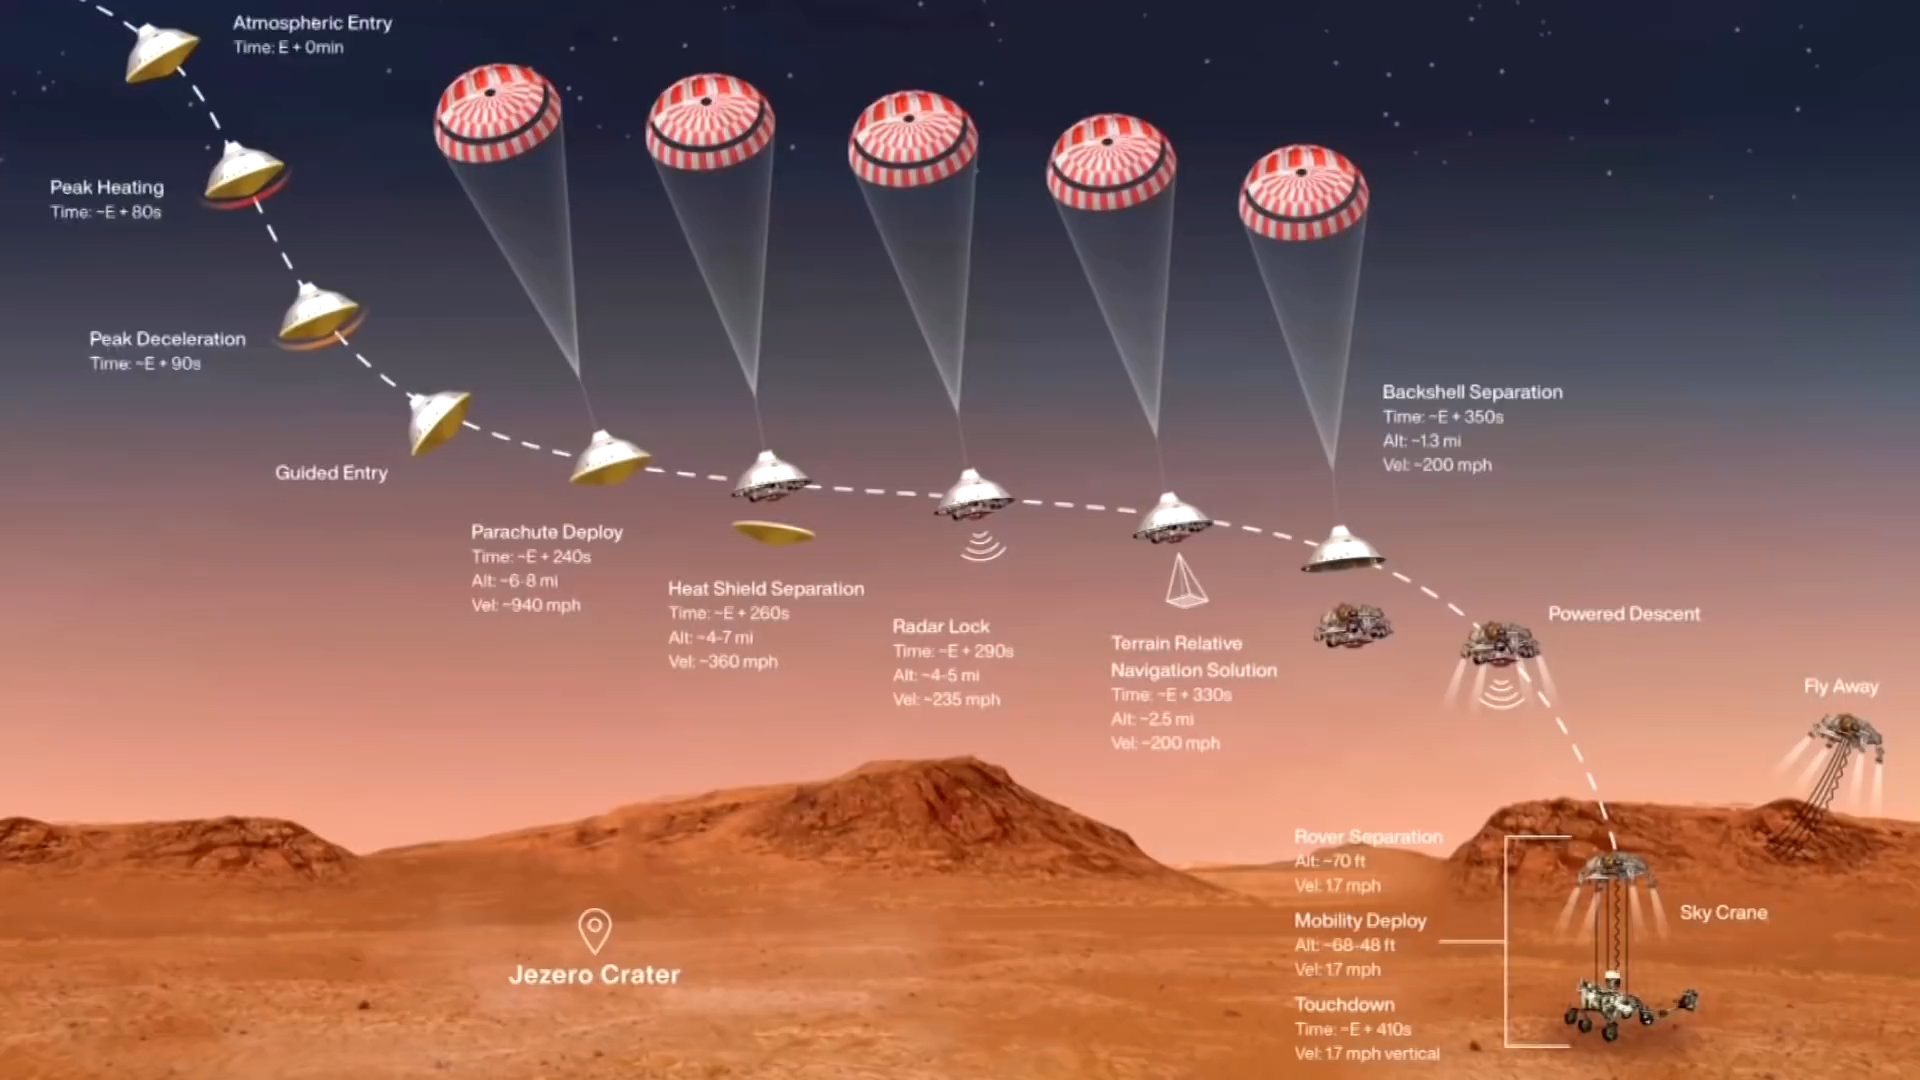 Atmospheric Entry
Time: E + 0min
Peak Heating
Time: ~E + 80s
Peak Deceleration
Time: ~E + 90s
Guided Entry
Parachute Deploy
Time: ~E + 240s
Alt: ~6-8 mi
Vel: ~940 mph
Heat Shield Separation
Time: ~E + 260s
Alt: ~4-7 mi
Vel: ~360 mph
Radar Lock
Time: ~E + 290s
Alt: ~4-5 mi
Vel: ~235 mph
Terrain Relative
Navigation Solution
Time: ~E + 330s
Alt: ~2.5 mi
Vel: ~200 mph
Backshell Separation
Time: ~E + 350s
Alt: ~1.3 mi
Vel: ~200 mph
Powered Descent
Fly Away
Rover Separation
Alt: ~70 ft
Vel: 1.7 mph
Mobility Deploy
Alt: ~68-48 ft
Vel: 1.7 mph
Touchdown
Time: ~E + 410s
Vel: 1.7 mph vertical
Sky Crane
Jezero Crater